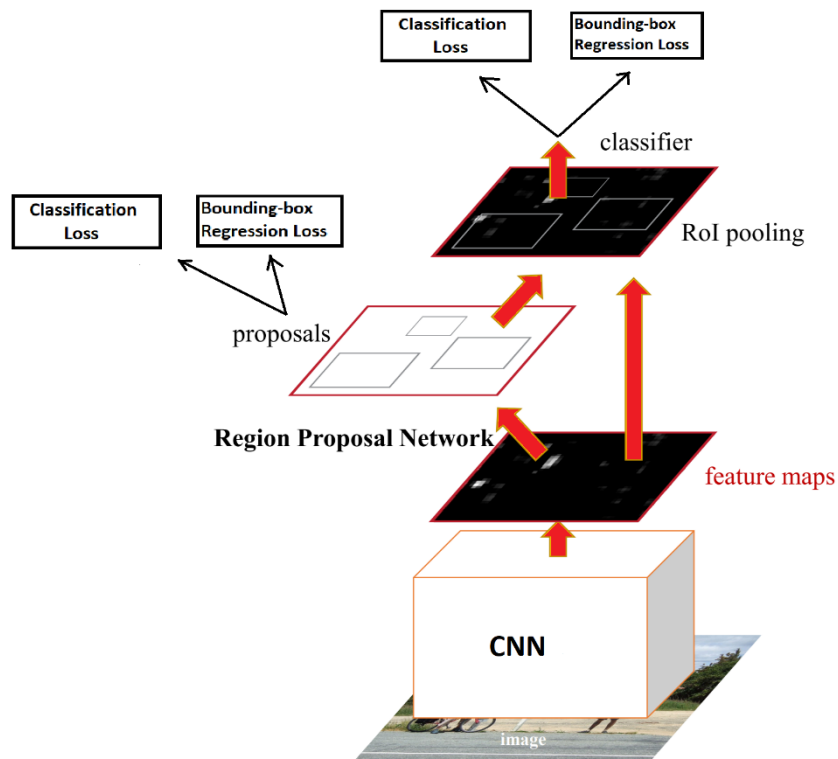 Classification
Loss
Bounding-box
Regression Loss
classifier
Classification
Loss
Bounding-box
Regression Loss
RoI pooling
proposals
Region Proposal Network
feature maps
CNN
image